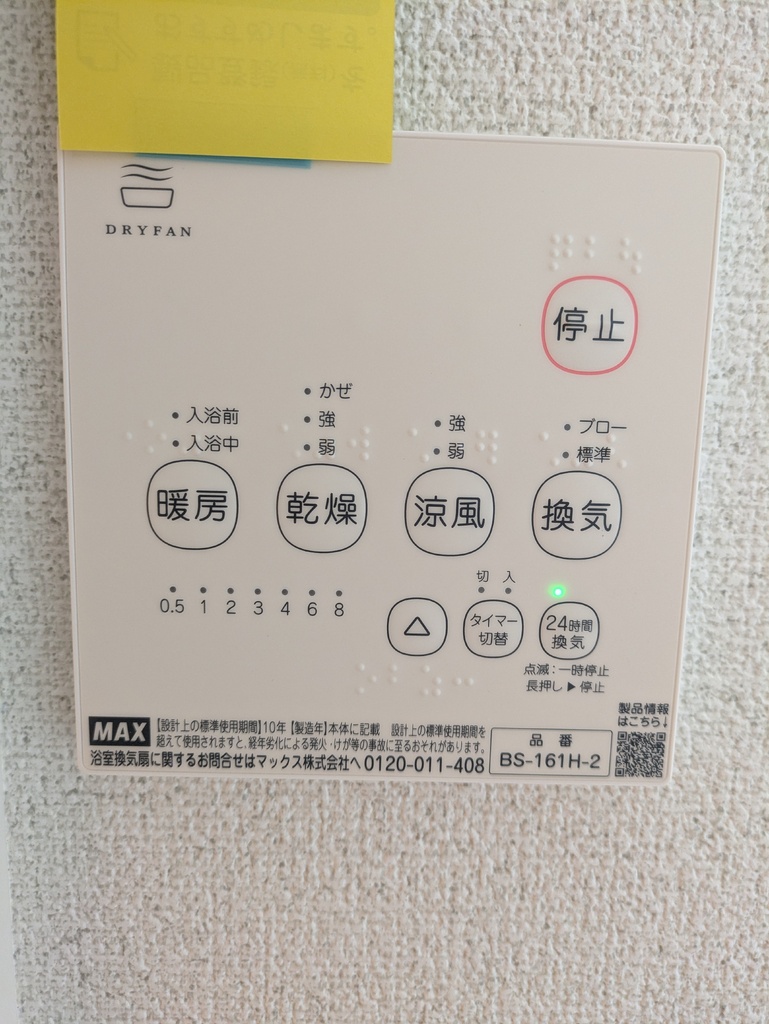 DRYFAN
停止
入浴前
入浴中
かぜ
強
弱
強
弱
ブロー
標準
暖房
乾燥
涼風
換気
0.5 1 2 3 4 6 8
△
切 入
タイマー
切替
24時間
換気
点滅:一時停止
長押し▶停止
製品情報
はこちら↓
MAX
【設計上の標準使用期間】10年 【製造年】本体に記載 設計上の標準使用期間を
超えて使用されますと、経年劣化による発火・けが等の事故に至るおそれがあります。
浴室換気扇に関するお問合せはマックス株式会社へ 0120-011-408
品番
BS-161H-2